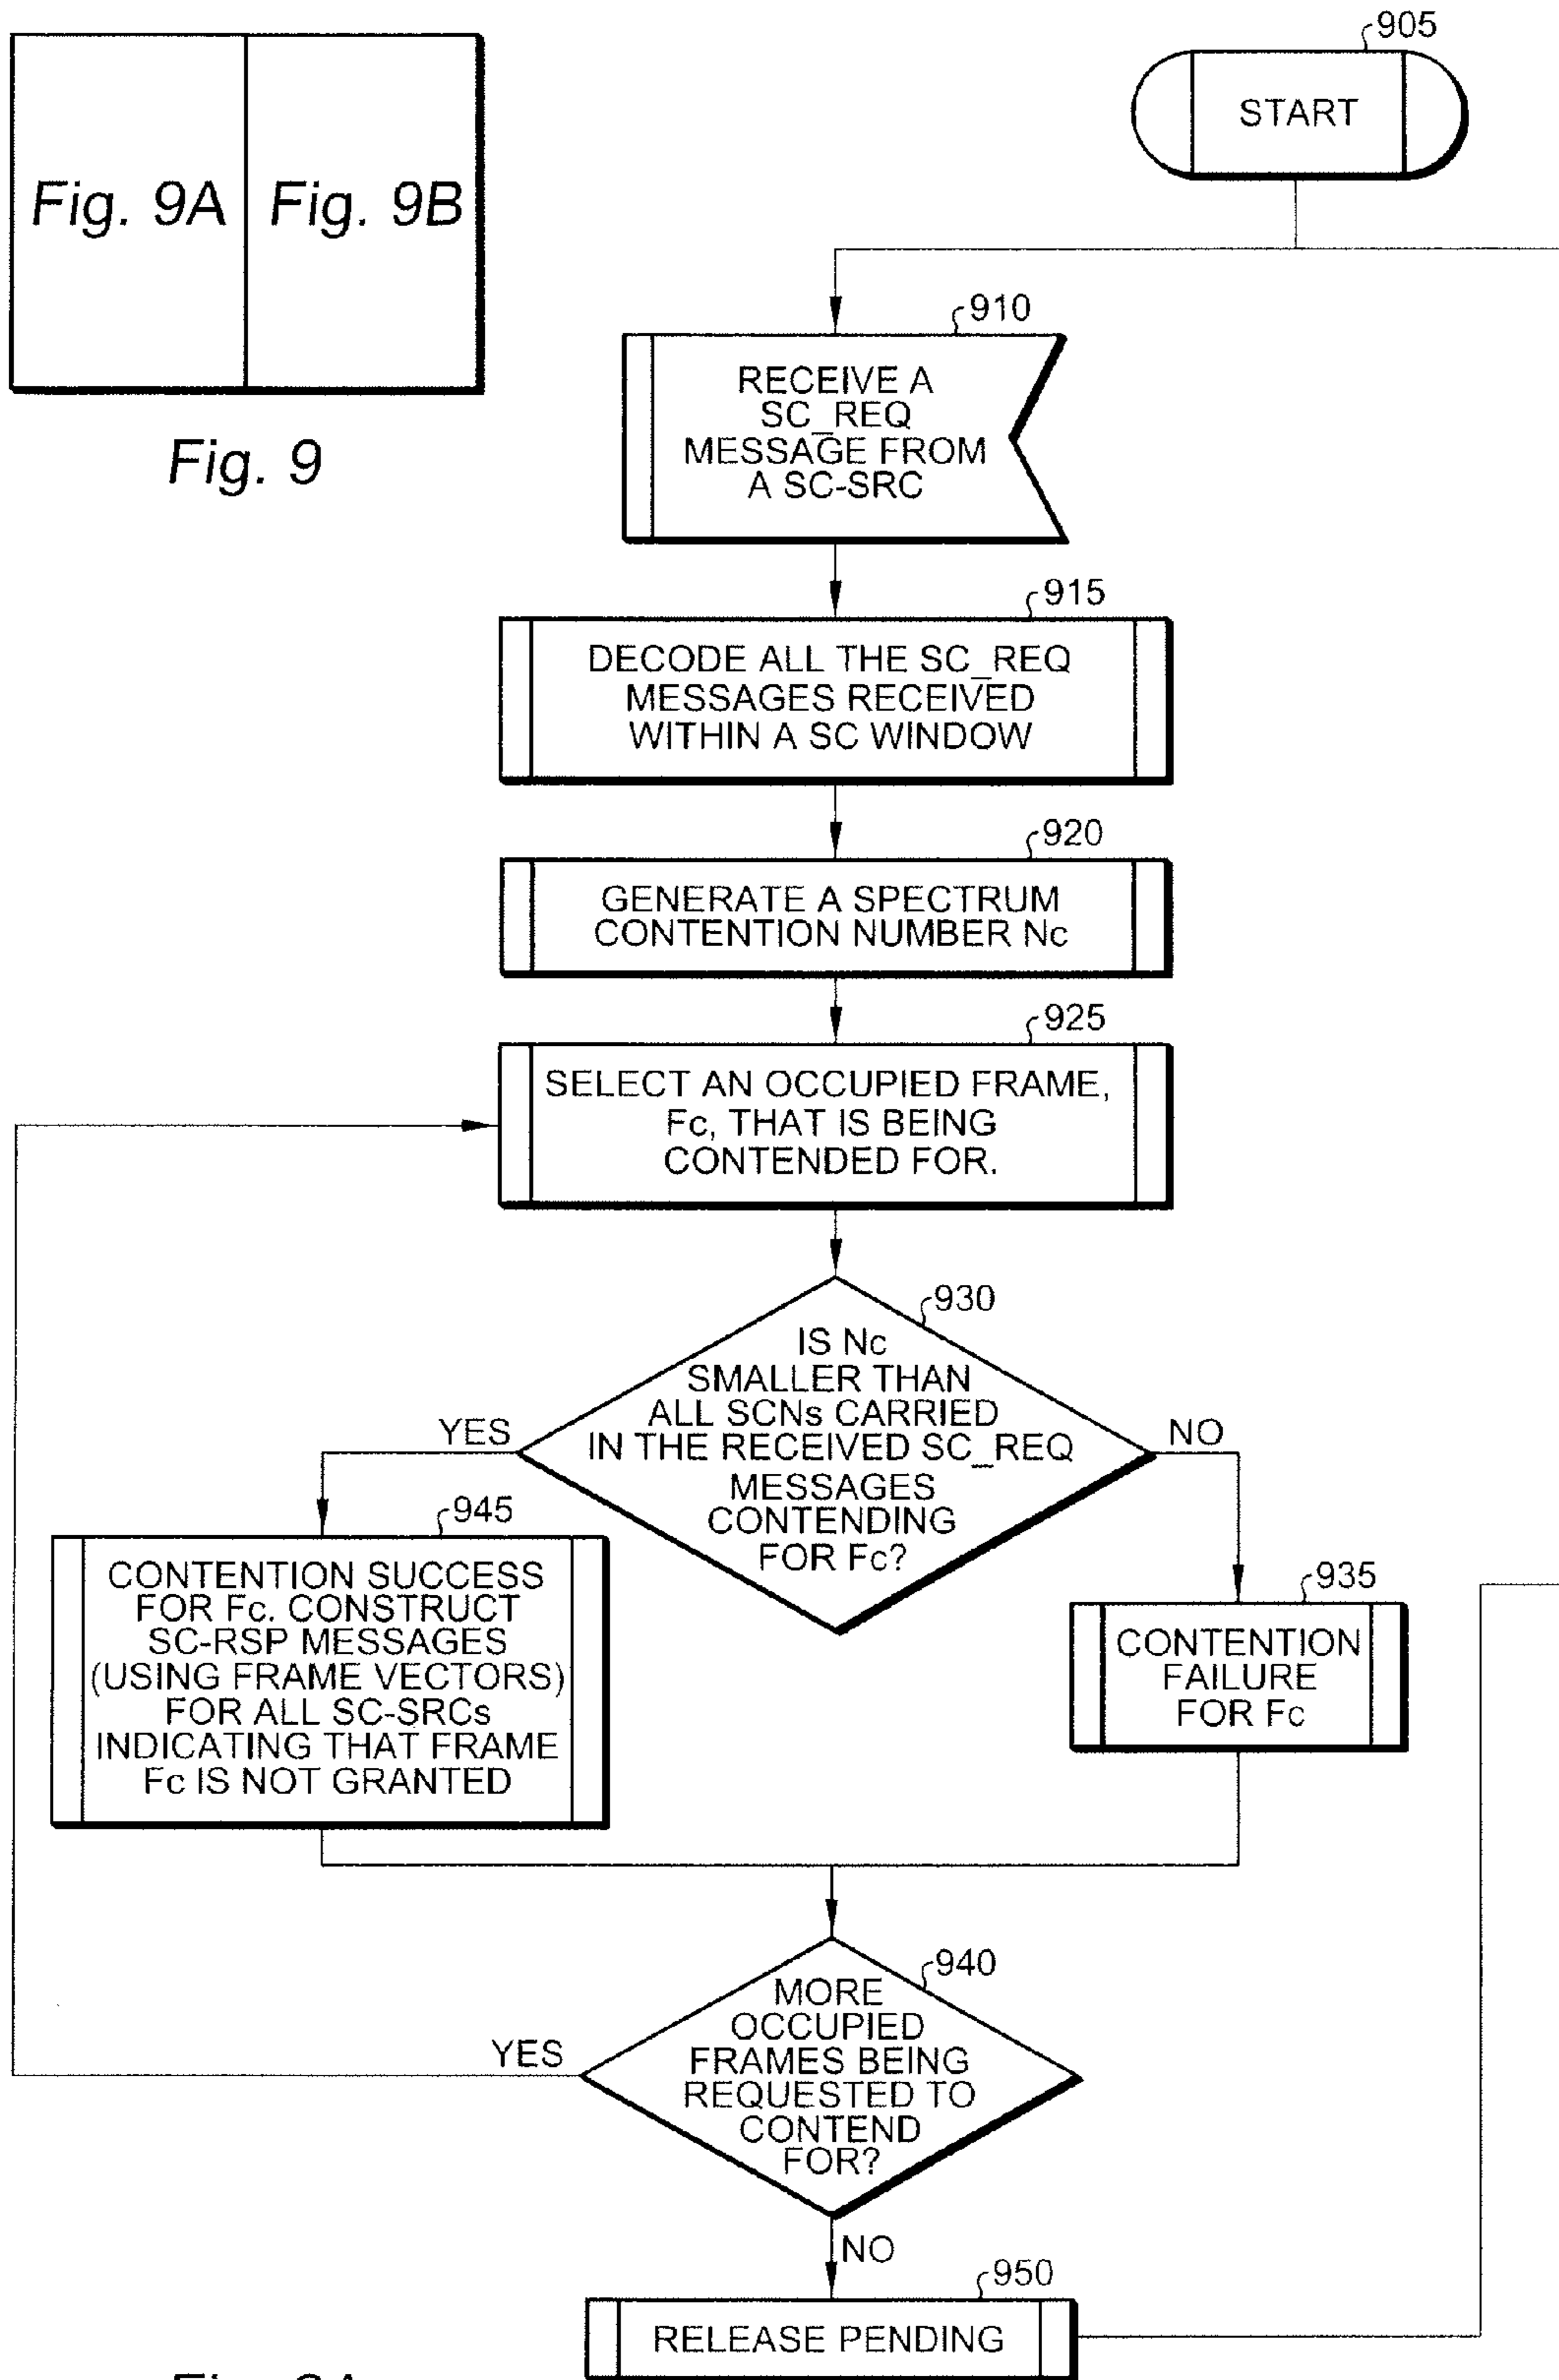 Fig. 9A
Fig. 9B
Fig. 9
905
START
910
RECEIVE A
SC_REQ
MESSAGE FROM
A SC-SRC
915
DECODE ALL THE SC_REQ
MESSAGES RECEIVED
WITHIN A SC WINDOW
920
GENERATE A SPECTRUM
CONTENTION NUMBER Nc
925
SELECT AN OCCUPIED FRAME,
Fc, THAT IS BEING
CONTENDED FOR.
930
IS Nc
SMALLER THAN
ALL SCNs CARRIED
IN THE RECEIVED SC_REQ
MESSAGES
CONTENDING
FOR Fc?
YES
NO
945
CONTENTION SUCCESS
FOR Fc. CONSTRUCT
SC-RSP MESSAGES
(USING FRAME VECTORS)
FOR ALL SC-SRCs
INDICATING THAT FRAME
Fc IS NOT GRANTED
935
CONTENTION
FAILURE
FOR Fc
940
MORE
OCCUPIED
FRAMES BEING
REQUESTED TO
CONTEND
FOR?
YES
NO
950
RELEASE PENDING